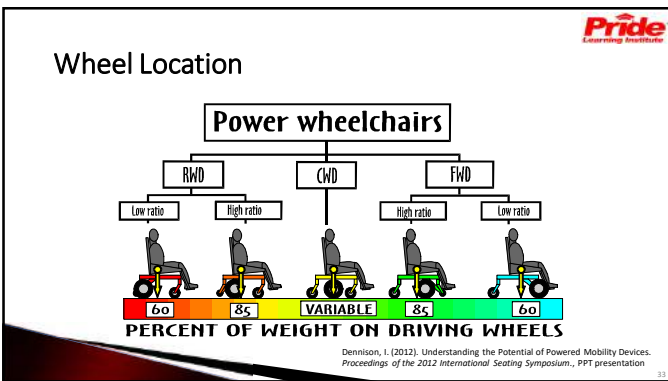 Pride
Learning Institute
Wheel Location
Power wheelchairs
RWD CWD FWD
Low ratio High ratio High ratio Low ratio
60 85 VARIABLE 85 60
PERCENT OF WEIGHT ON DRIVING WHEELS
Dennison, I. (2012). Understanding the Potential of Powered Mobility Devices.
Proceedings of the 2012 International Seating Symposium., PPT presentation
33